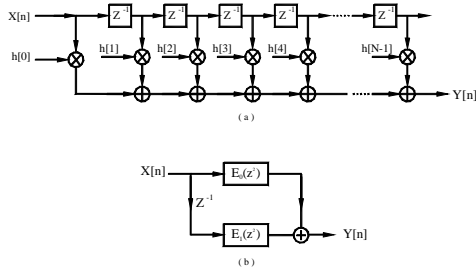 X[n] Z⁻¹ Z⁻¹ Z⁻¹ Z⁻¹ Z⁻¹
h[0] h[1] h[2] h[3] h[4] h[N-1]
Y[n]
( a )
X[n] E₀(z²)
Z⁻¹
E₁(z²) Y[n]
( b )